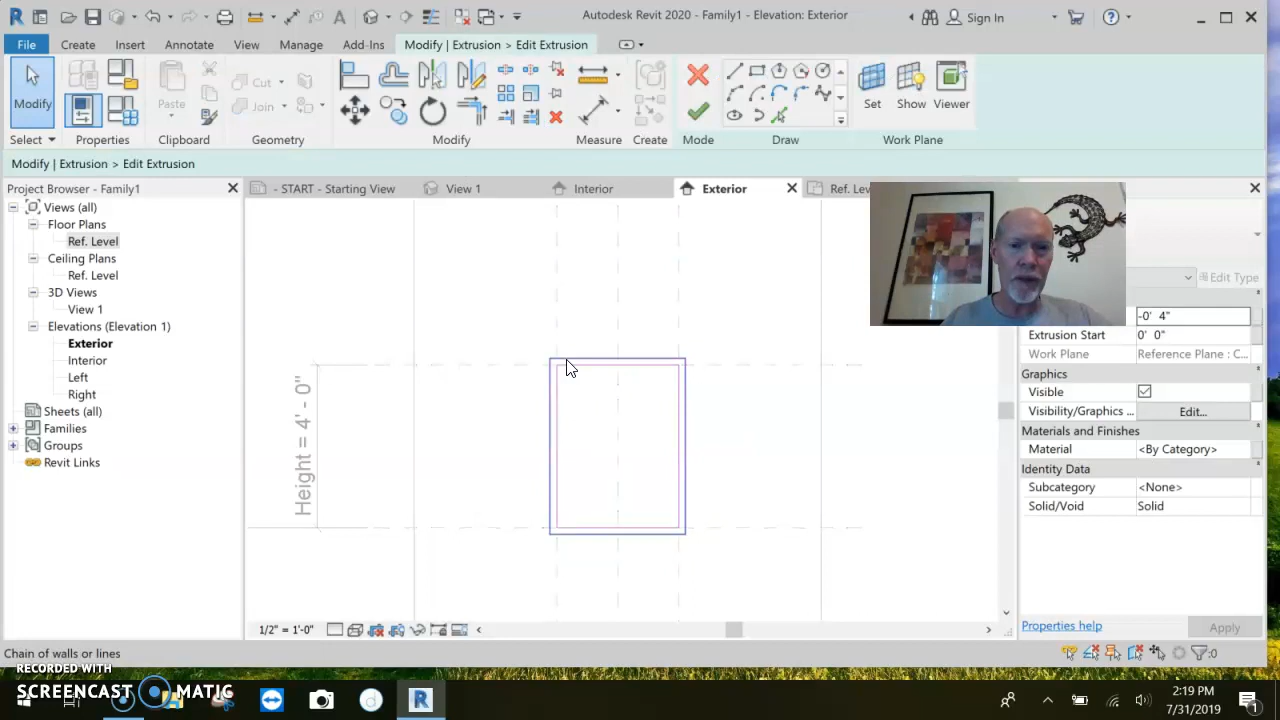 Autodesk Revit 2020 - Family1 - Elevation: Exterior
Sign In
File
Create
Insert
Annotate
View
Manage
Add-Ins
Modify | Extrusion > Edit Extrusion
Modify
Paste
Cut
Join
Set
Show
Viewer
Select
Properties
Clipboard
Geometry
Modify
Measure
Create
Mode
Draw
Work Plane
Modify | Extrusion > Edit Extrusion
Project Browser - Family1
- START - Starting View
View 1
Interior
Exterior
Ref. Le
Views (all)
Floor Plans
Ref. Level
Ceiling Plans
Ref. Level
3D Views
View 1
Elevations (Elevation 1)
Exterior
Interior
Left
Right
Sheets (all)
Families
Groups
Revit Links
Height = 4' - 0"
Edit Type
-0' 4"
Extrusion Start
0' 0"
Work Plane
Reference Plane : C...
Graphics
Visible
Visibility/Graphics ...
Edit...
Materials and Finishes
Material
<By Category>
Identity Data
Subcategory
<None>
Solid/Void
Solid
1/2" = 1'-0"
Properties help
Apply
Chain of walls or lines
:0
RECORDED WITH
SCREENCAST MATIC
2:19 PM
7/31/2019
1